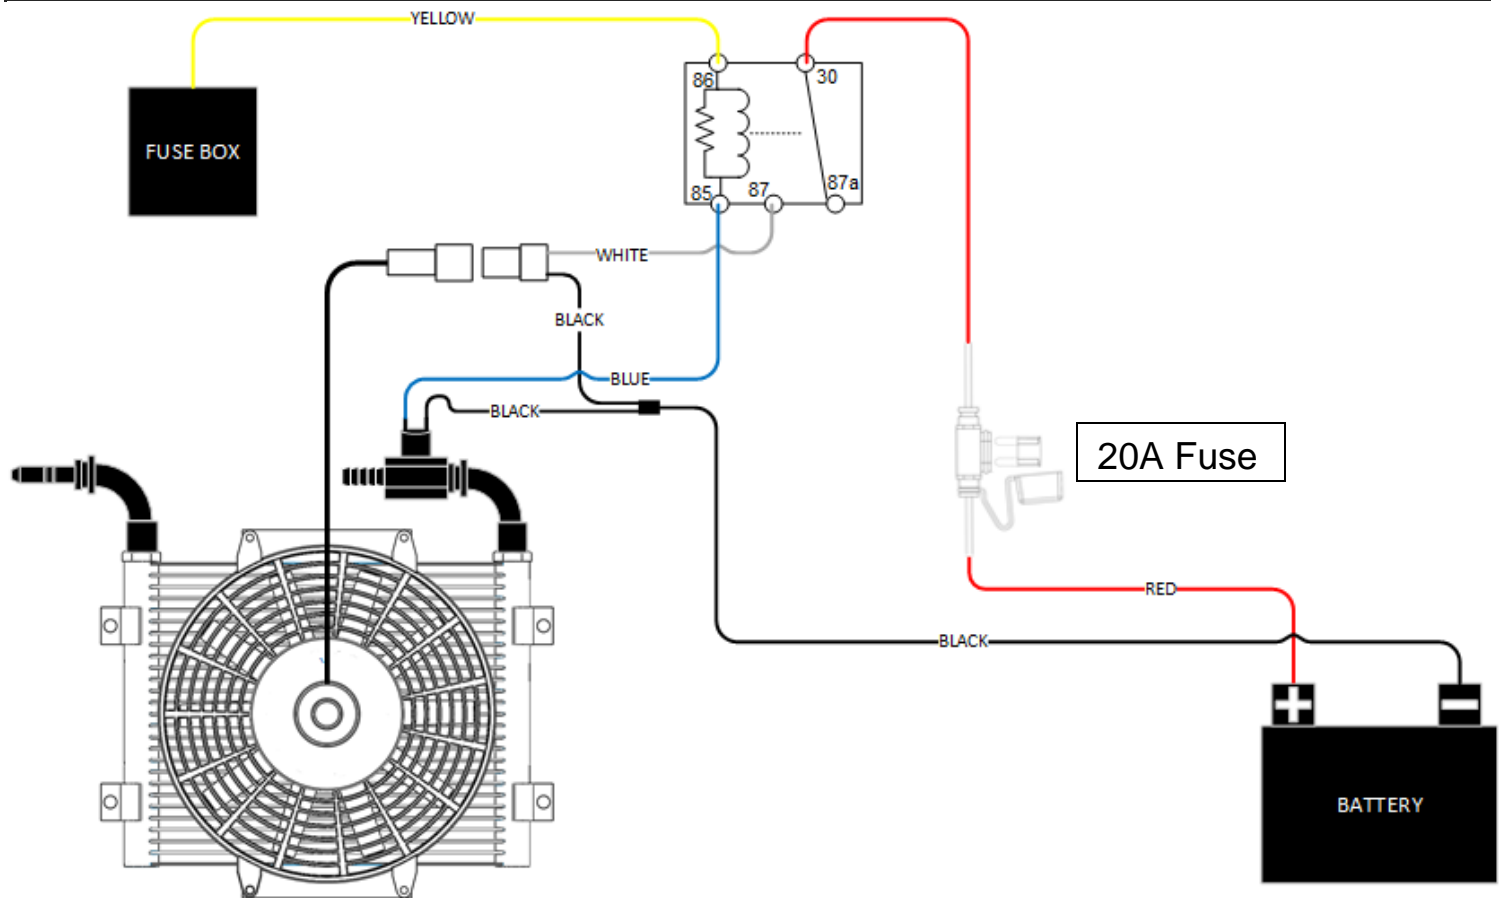 YELLOW
86
30
FUSE BOX
85
87
87a
WHITE
BLACK
BLUE
BLACK
20A Fuse
RED
BLACK
BATTERY